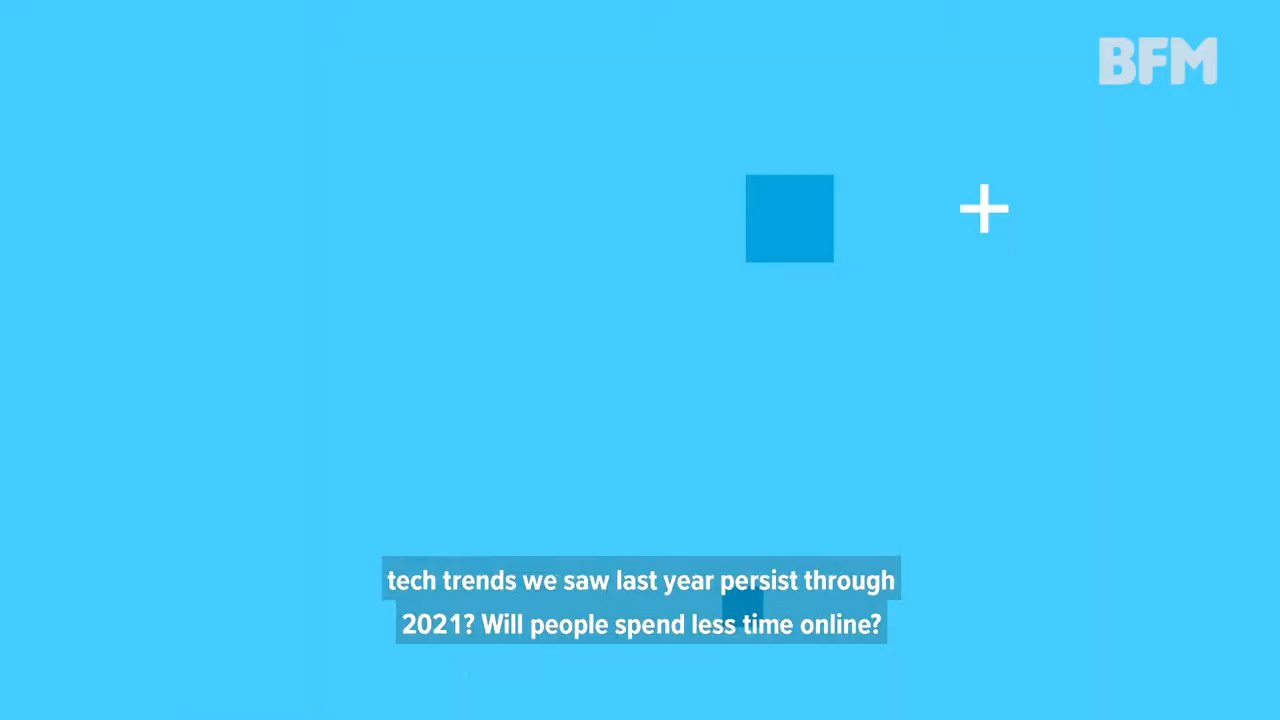 BFM
tech trends we saw last year persist through
2021? Will people spend less time online?